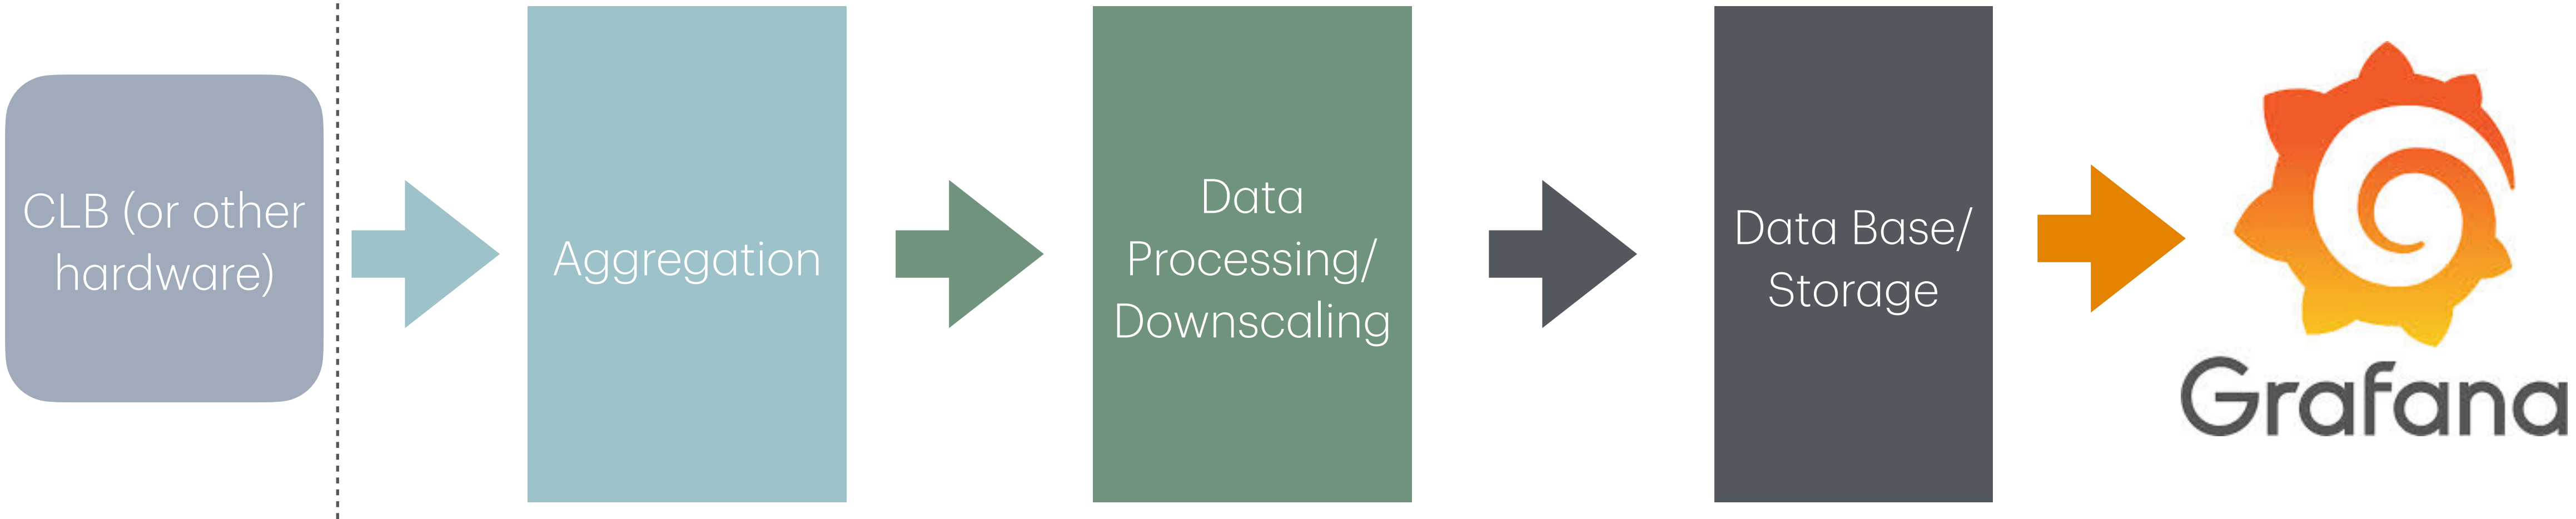 CLB (or other
hardware)
Aggregation
Data
Processing/
Downscaling
Data Base/
Storage
Grafana